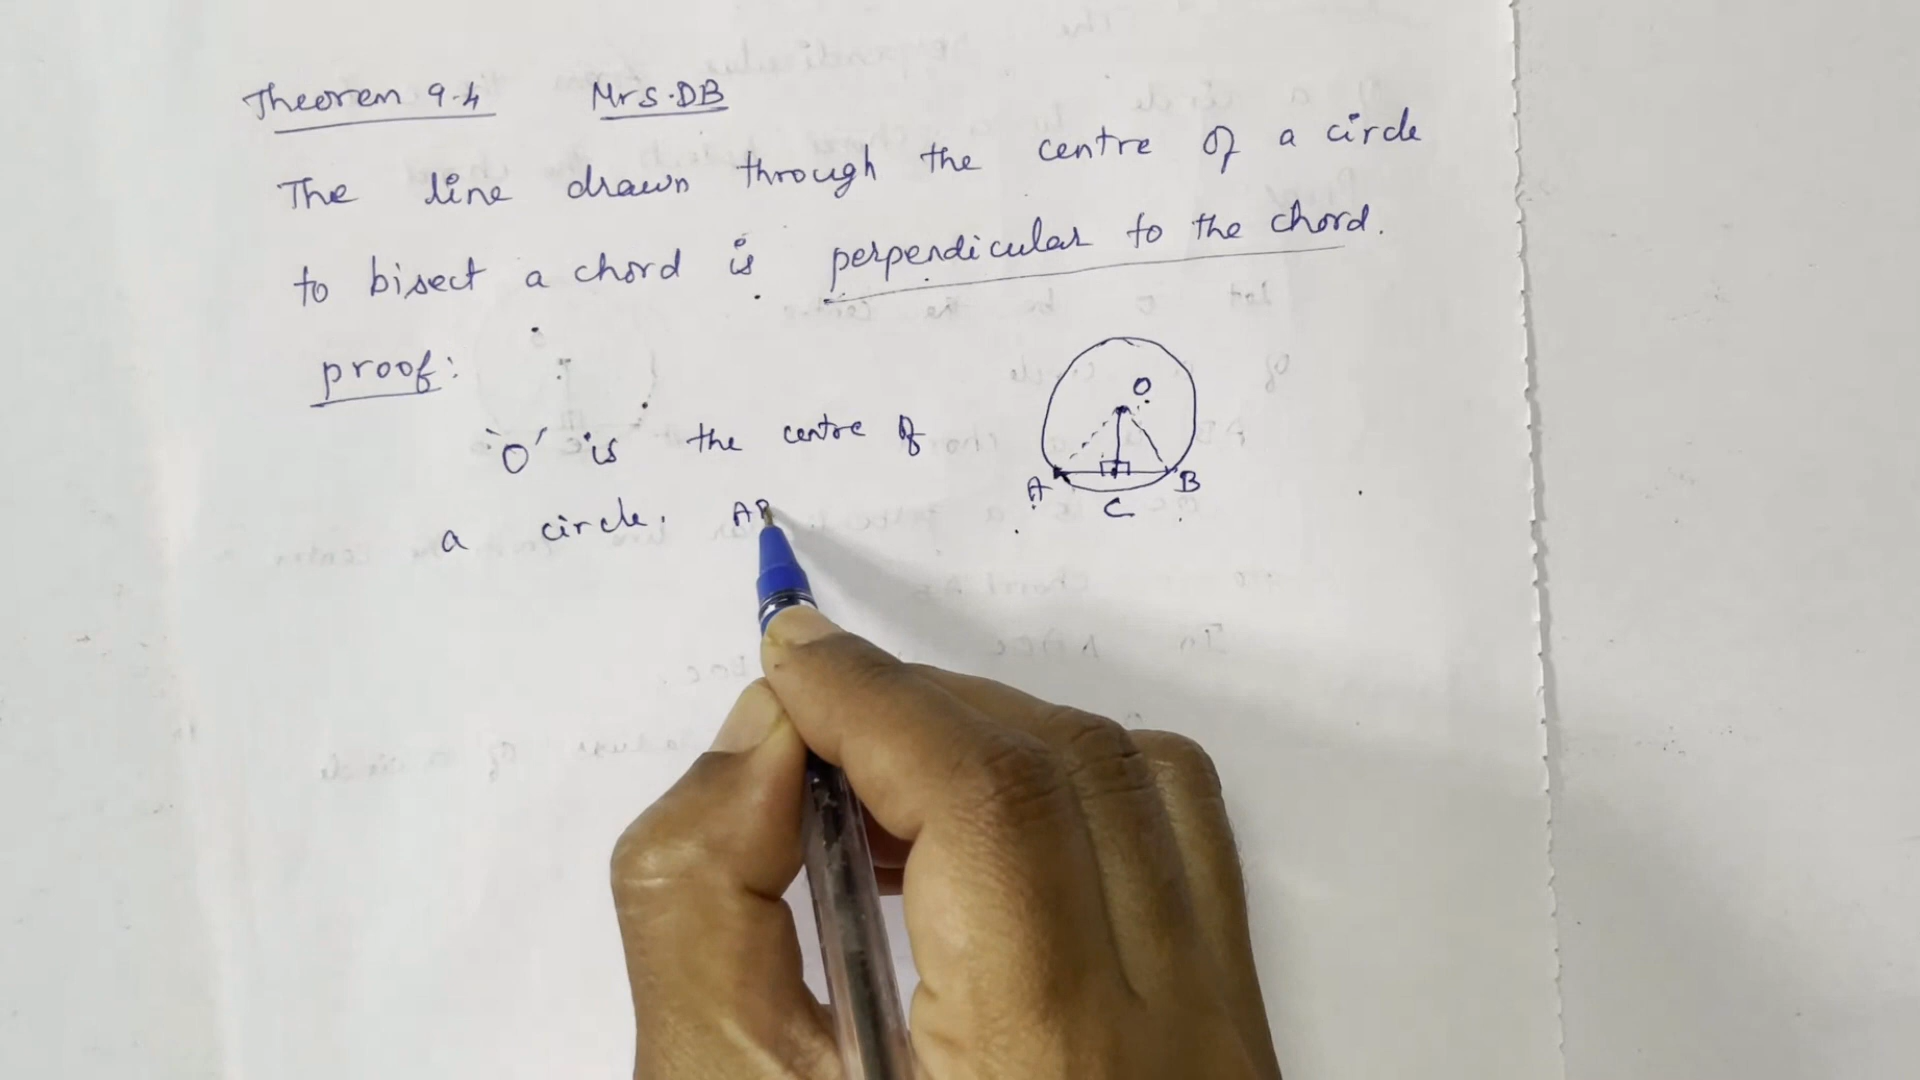 Theorem 9.4 Mrs.DB
The line drawn through the centre of a circle
to bisect a chord is perpendicular to the chord.
proof:
'O' is the centre of
a circle. AB
O
A B
C